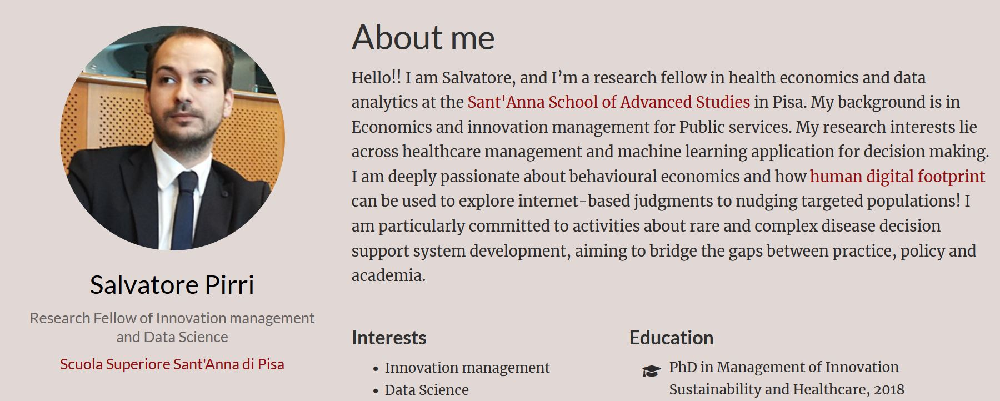 About me
Hello!! I am Salvatore, and I’m a research fellow in health economics and data
analytics at the Sant'Anna School of Advanced Studies in Pisa. My background is in
Economics and innovation management for Public services. My research interests lie
across healthcare management and machine learning application for decision making.
I am deeply passionate about behavioural economics and how human digital footprint
can be used to explore internet-based judgments to nudging targeted populations! I
am particularly committed to activities about rare and complex disease decision
support system development, aiming to bridge the gaps between practice, policy and
academia.
Salvatore Pirri
Research Fellow of Innovation management
and Data Science
Scuola Superiore Sant'Anna di Pisa
Interests
• Innovation management
• Data Science
Education
PhD in Management of Innovation
Sustainability and Healthcare, 2018